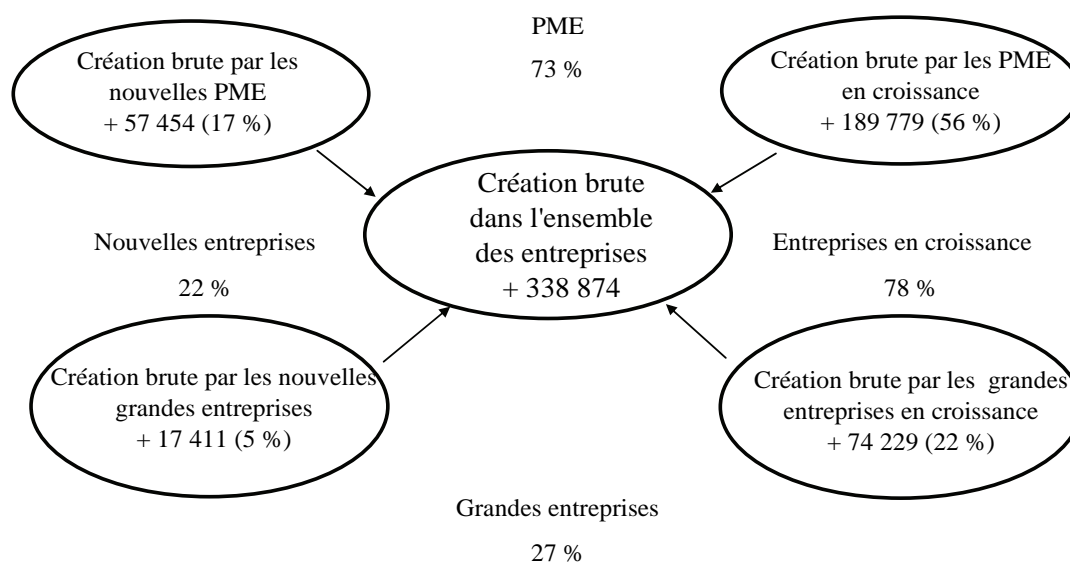 PME
73 %
Création brute par les
nouvelles PME
+ 57 454 (17 %)
Création brute par les PME
en croissance
+ 189 779 (56 %)
Création brute
dans l'ensemble
des entreprises
+ 338 874
Nouvelles entreprises
22 %
Entreprises en croissance
78 %
Création brute par les nouvelles
grandes entreprises
+ 17 411 (5 %)
Création brute par les grandes
entreprises en croissance
+ 74 229 (22 %)
Grandes entreprises
27 %